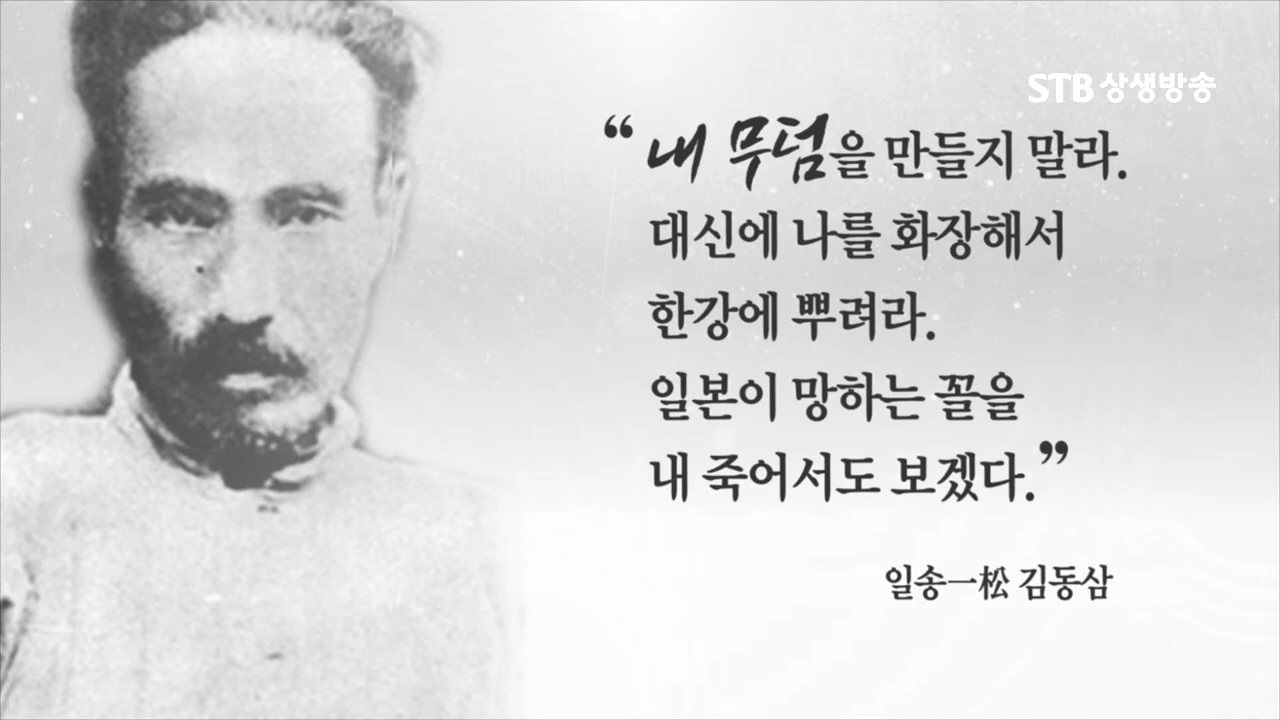 STB 상생방송
“내 무덤을 만들지 말라.
대신에 나를 화장해서
한강에 뿌려라.
일본이 망하는 꼴을
내 죽어서도 보겠다.”
일송一松 김동삼